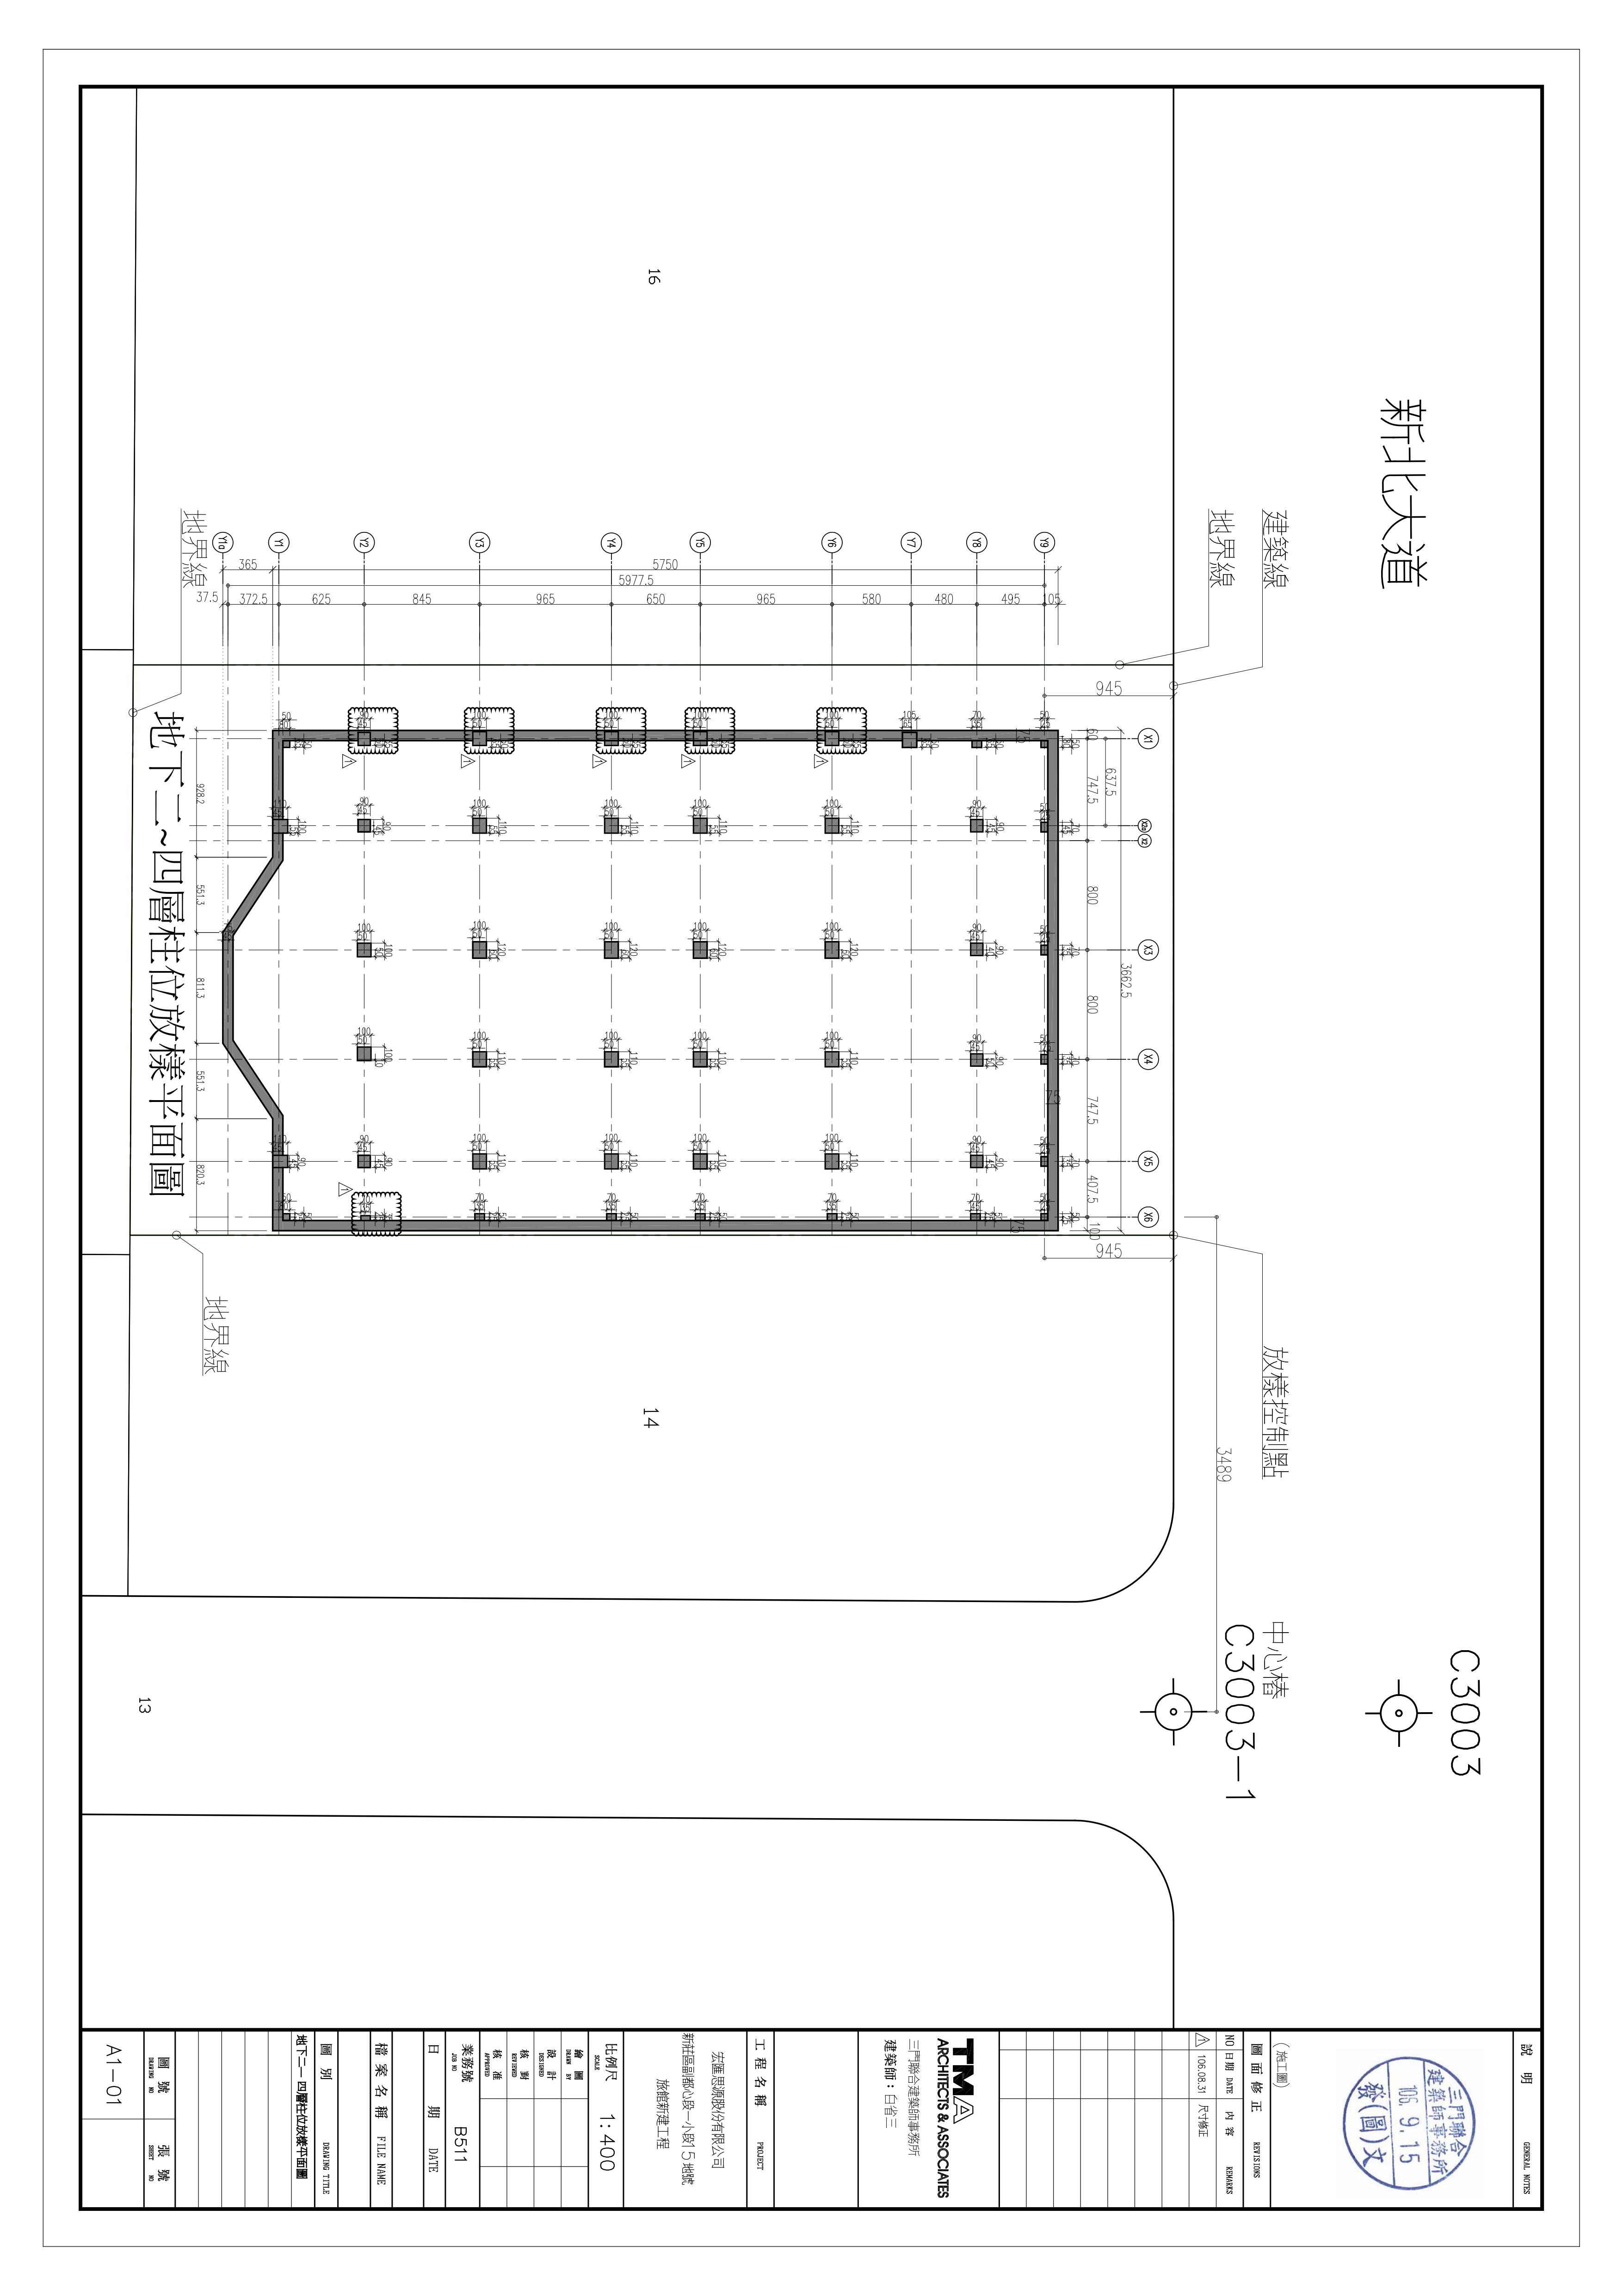 新北大道
建築線
地界線
地界線
地界線
放樣控制點
中心樁
C3003-1
C3003
16
14
13
3489
945
945
Y1a
Y1
Y2
Y3
Y4
Y5
Y6
Y7
Y8
Y9
365
5750
5977.5
37.5
372.5
625
845
965
650
965
580
480
495
105
X1
X2a
X2
X3
X4
X5
X6
60
637.5
747.5
800
3662.5
800
747.5
407.5
100
75
75
75
928.2
551.3
811.3
551.3
820.3
地下二~四層柱位放樣平面圖
說 明 GENERAL NOTES
三門聯合
建築師事務所
106. 9. 15
發(圖)文
(施工圖)
圖 面 修 正 REVISIONS
NO 日期 DATE 內 容 REMARKS
1 106.08.31 尺寸修正
TMA
ARCHITECTS & ASSOCIATES
三門聯合建築師事務所
建築師：白省三
工 程 名 稱 PROJECT
宏匯思源股份有限公司
新莊區副都心段一小段15 地號
旅館新建工程
比例尺 SCALE 1:400
繪 圖 DRAWN BY
設 計 DESIGNED
核 對 REVIEWED
核 准 APPROVED
業務號 JOB NO B511
日 期 DATE
檔 案 名 稱 FILE NAME
圖 別 DRAWING TITLE
地下二~四層柱位放樣平面圖
圖 號 DRAWING NO 張 號 SHEET NO
A1-01